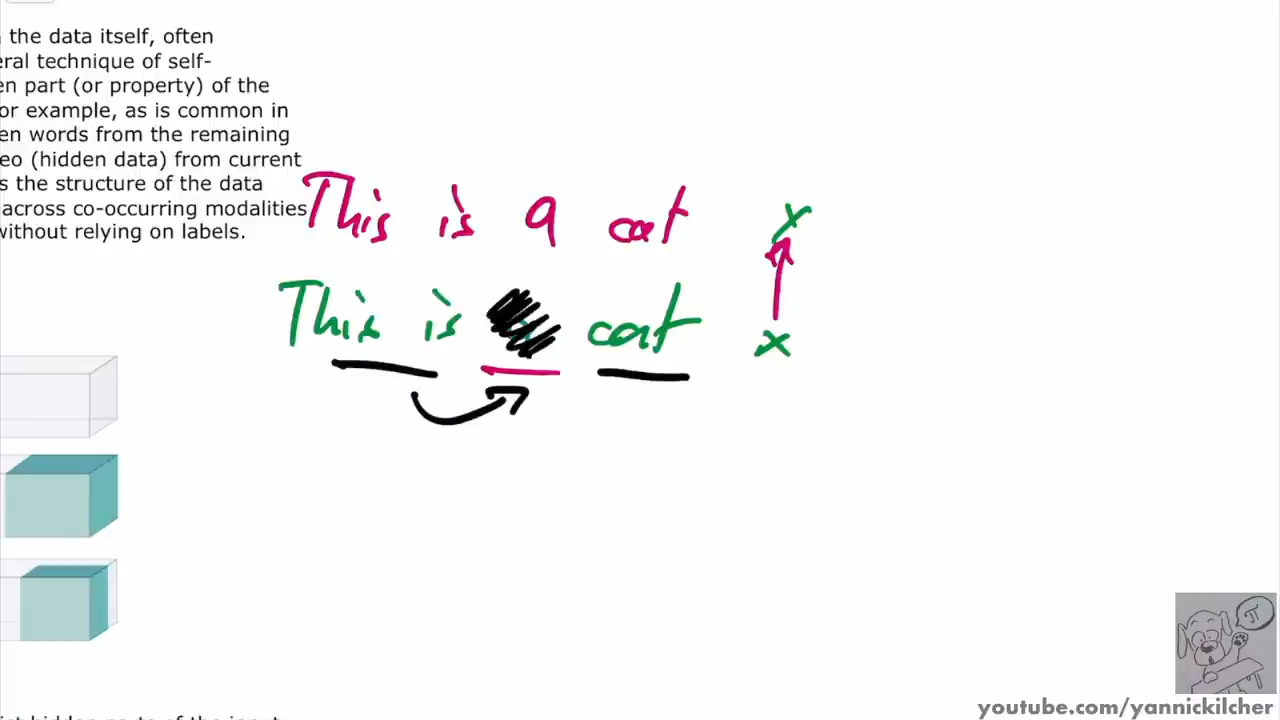 the data itself, often
eral technique of self-
en part (or property) of the
or example, as is common in
en words from the remaining
eo (hidden data) from current
s the structure of the data
across co-occurring modalities
without relying on labels.
This is a cat
y
This is cat
x
π
youtube.com/yannickilcher